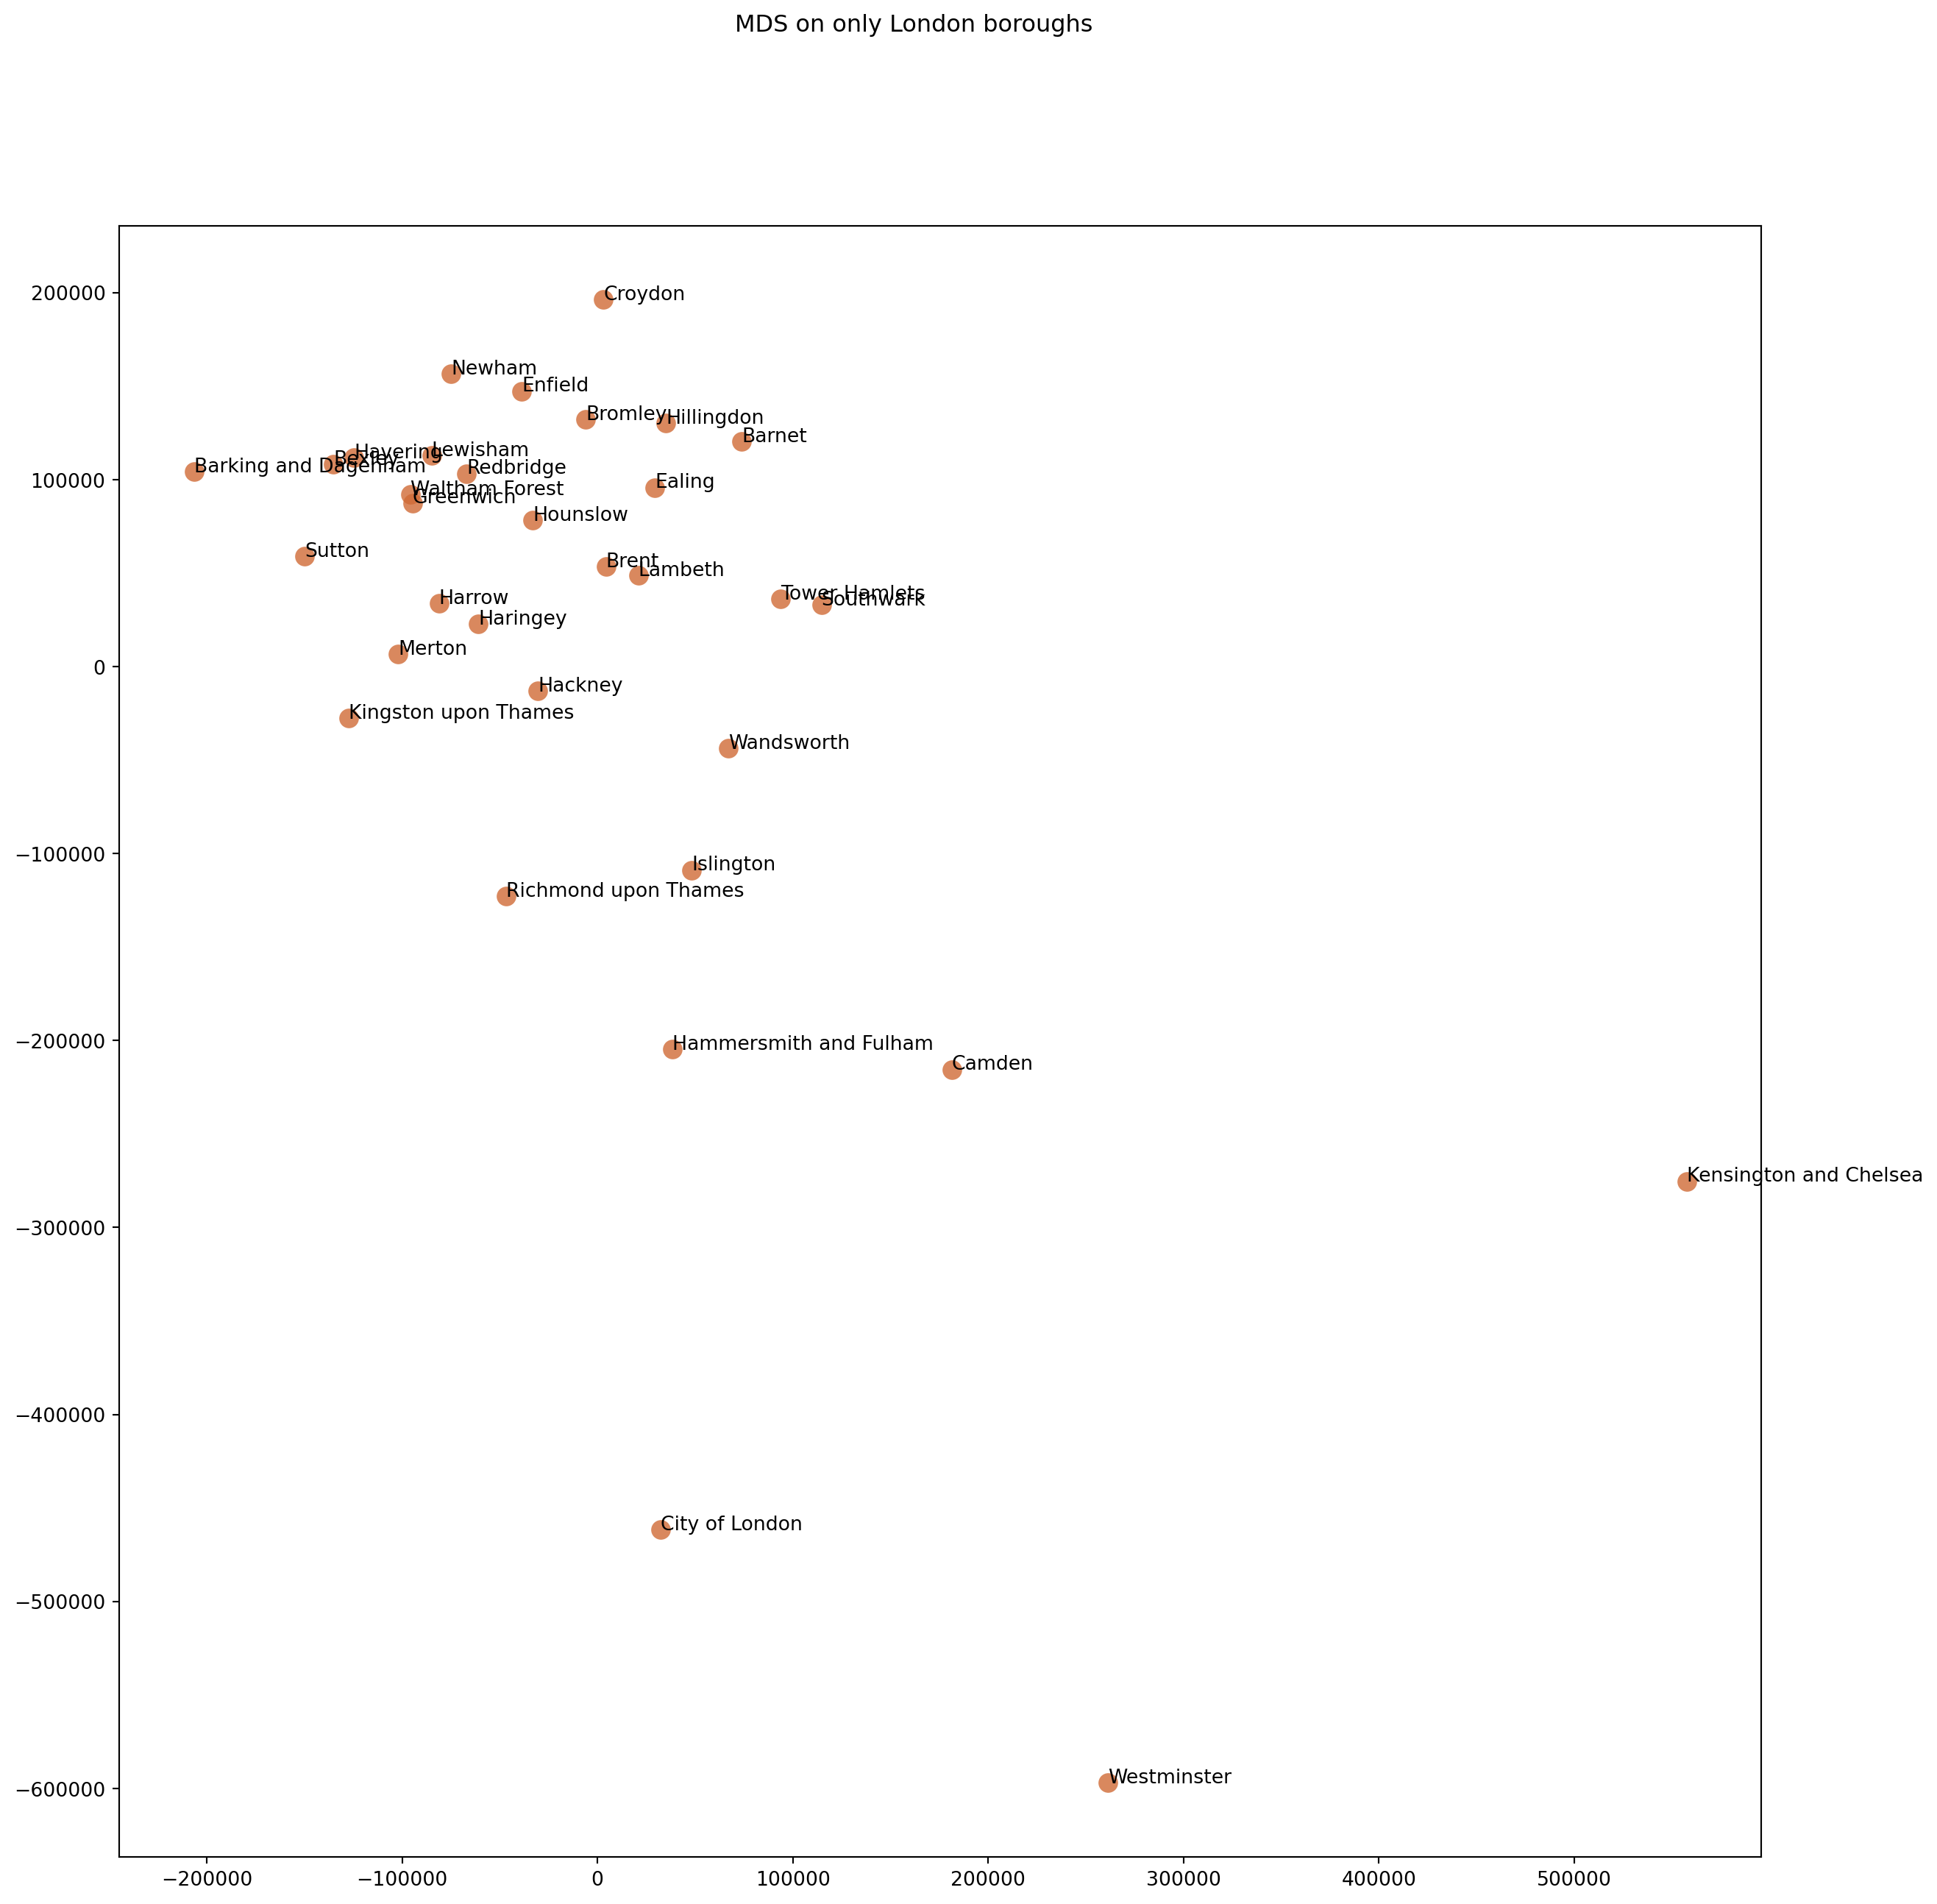 MDS on only London boroughs
200000
Croydon
Newham
Enfield
Bromley
Hillingdon
Barnet
Lewisham
Havering
Bexley
Barking and Dagenham
Redbridge
100000
Ealing
Waltham Forest
Greenwich
Hounslow
Sutton
Brent
Lambeth
Tower Hamlets
Southwark
Harrow
Haringey
0
Merton
Hackney
Kingston upon Thames
Wandsworth
−100000
Islington
Richmond upon Thames
−200000
Hammersmith and Fulham
Camden
Kensington and Chelsea
−300000
−400000
City of London
−500000
Westminster
−600000
−200000 −100000 0 100000 200000 300000 400000 500000